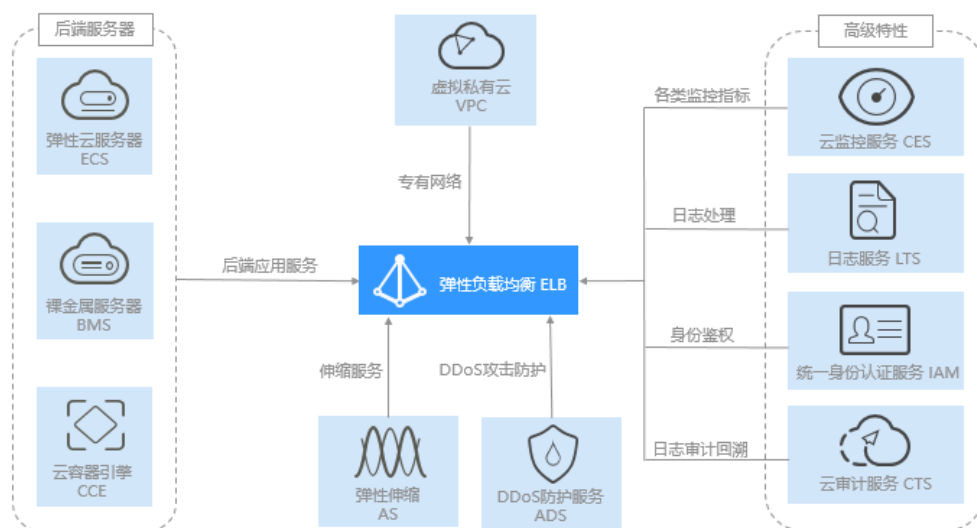 后端服务器
弹性云服务器
ECS
裸金属服务器
BMS
云容器引擎
CCE
后端应用服务
虚拟私有云
VPC
专有网络
弹性负载均衡 ELB
伸缩服务
DDoS攻击防护
弹性伸缩
AS
DDoS防护服务
ADS
高级特性
各类监控指标
云监控服务 CES
日志处理
日志服务 LTS
身份鉴权
统一身份认证服务 IAM
日志审计回溯
云审计服务 CTS